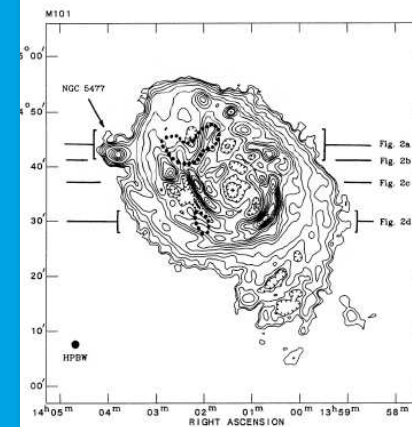 M101
NGC 5477
50'
40'
30'
20'
10'
00'
Fig. 2a
Fig. 2b
Fig. 2c
Fig. 2d
HPBW
14ʰ05ᵐ 04ᵐ 03ᵐ 02ᵐ 01ᵐ 00ᵐ 13ʰ59ᵐ 58ᵐ
RIGHT ASCENSION